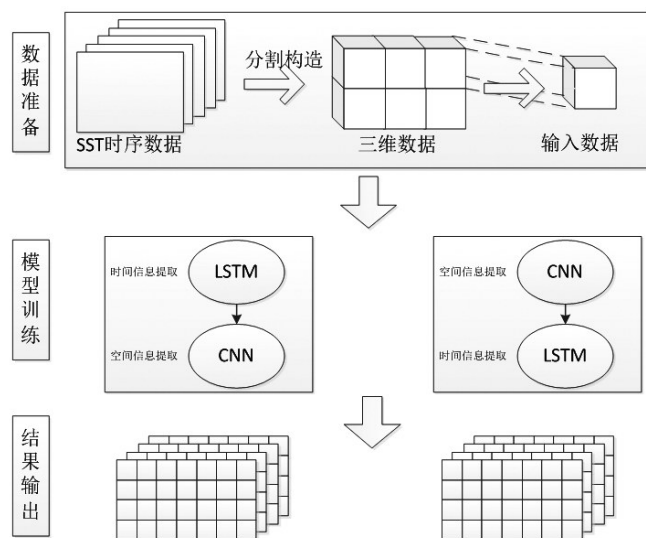 数据准备
分割构造
SST时序数据
三维数据
输入数据
模型训练
时间信息提取
LSTM
空间信息提取
CNN
空间信息提取
CNN
时间信息提取
LSTM
结果输出